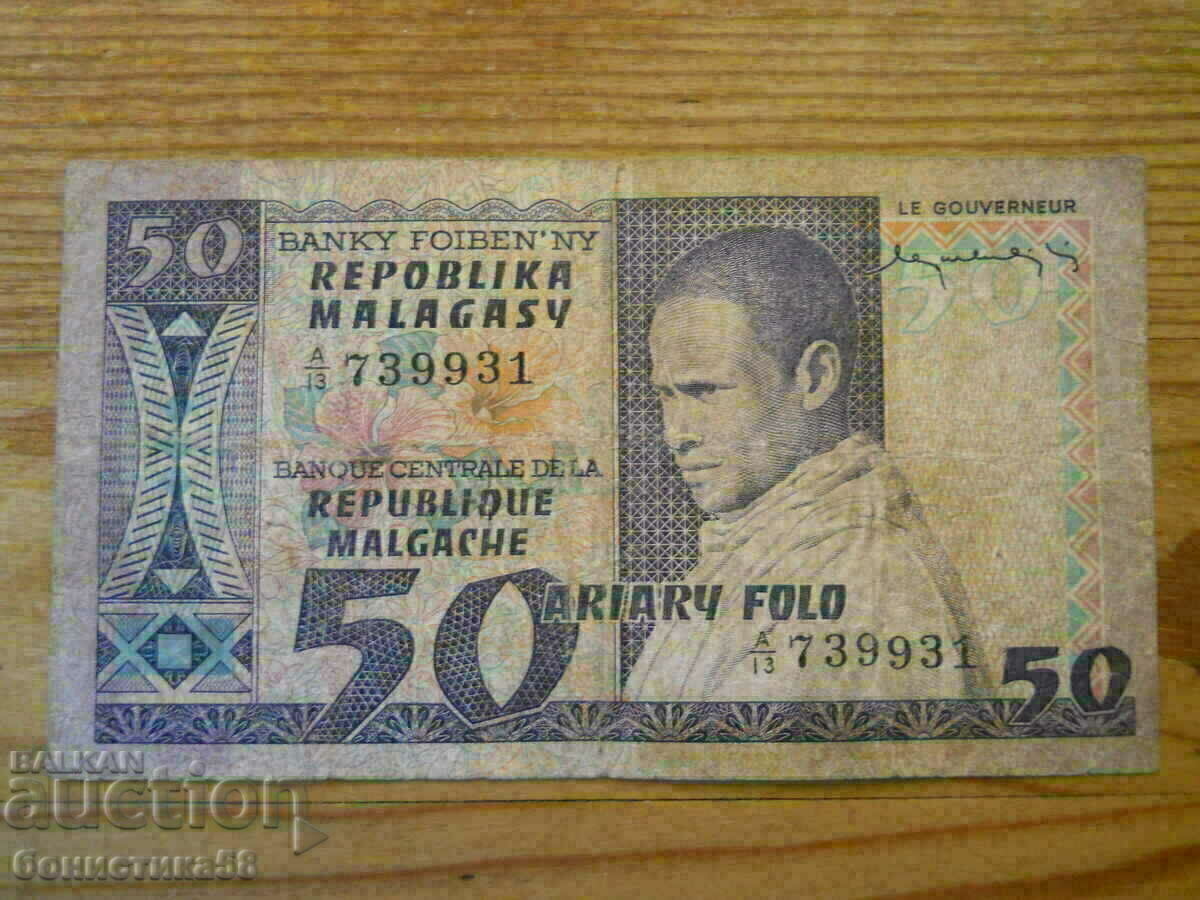 50
BANKY FOIBEN'NY
REPOBLIKA
MALAGASY
A/13 739931
BANQUE CENTRALE DE LA
REPUBLIQUE
MALGACHE
50 ARIARY FOLO
LE GOUVERNEUR
50
A/13 739931
50
BALKAN
auction
бонистика58